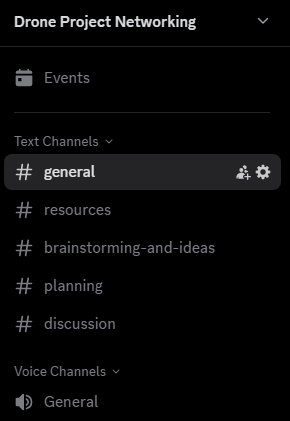 Drone Project Networking
Events
Text Channels
general
resources
brainstorming-and-ideas
planning
discussion
Voice Channels
General